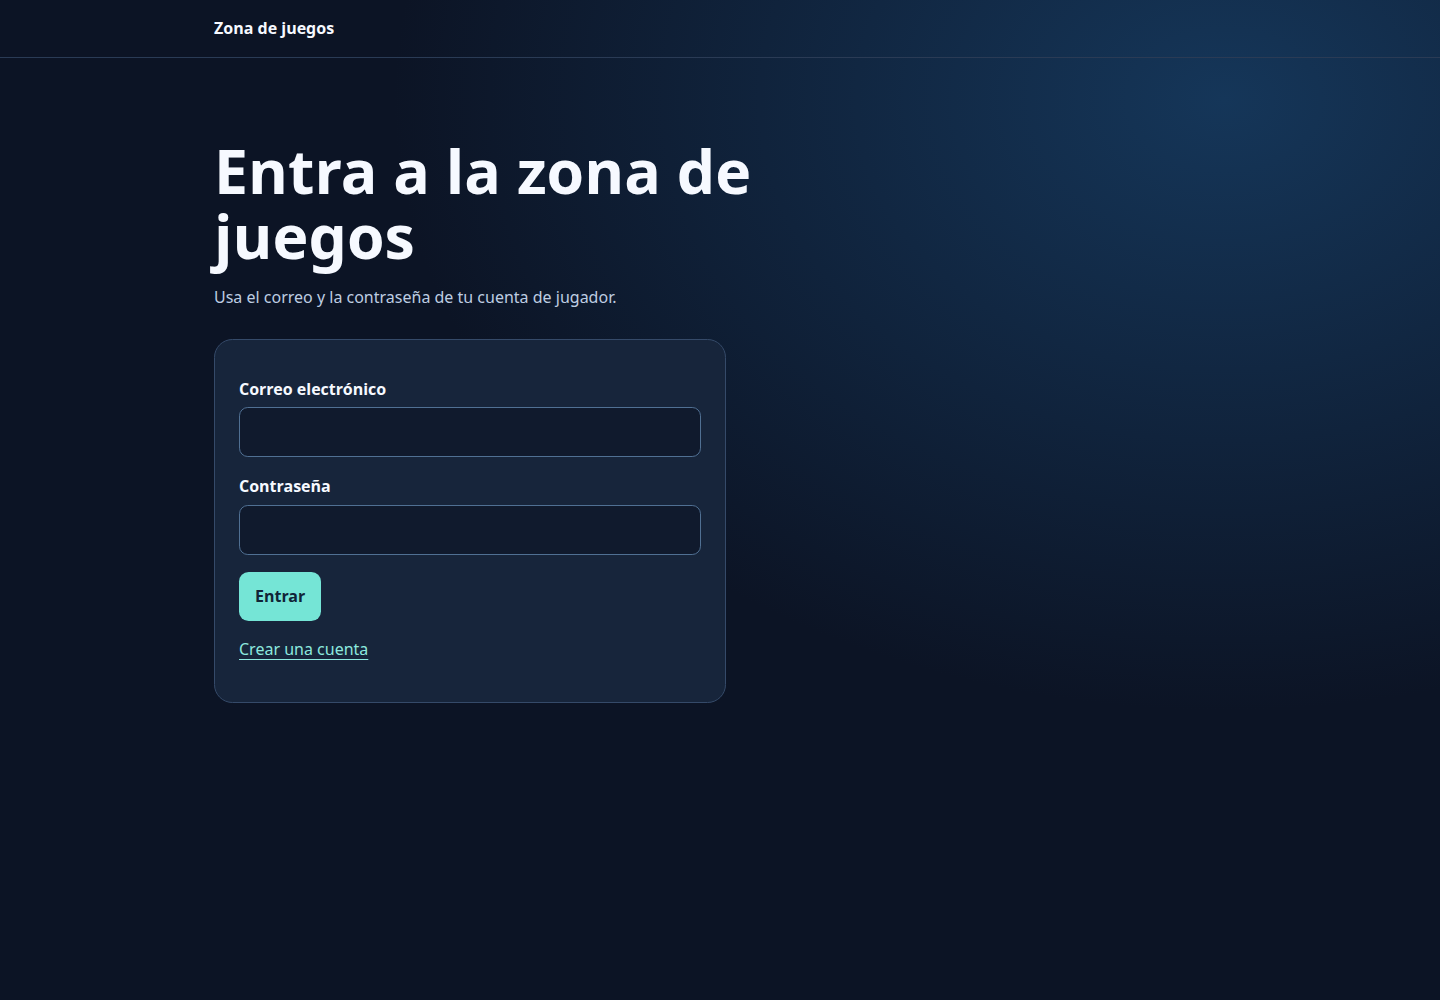 Zona de juegos
Entra a la zona de
juegos
Usa el correo y la contraseña de tu cuenta de jugador.
Correo electrónico
Contraseña
Entrar
Crear una cuenta